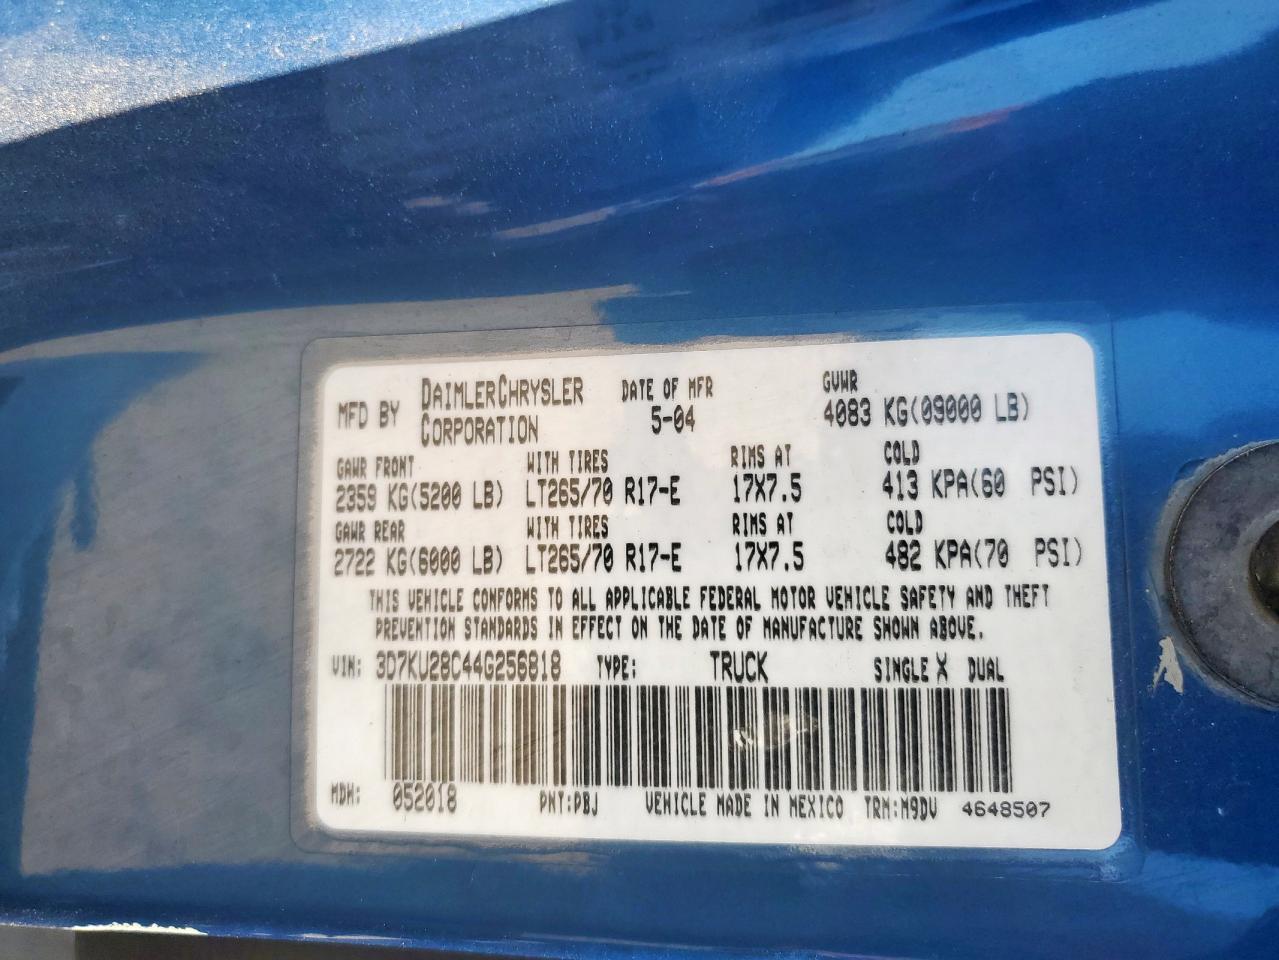 MFD BY DAIMLERCHRYSLER CORPORATION DATE OF MFR 5-04 GVWR 4083 KG(09000 LB)
GAWR FRONT WITH TIRES RIMS AT COLD
2359 KG(5200 LB) LT265/70 R17-E 17X7.5 413 KPA(60 PSI)
GAWR REAR WITH TIRES RIMS AT COLD
2722 KG(6000 LB) LT265/70 R17-E 17X7.5 482 KPA(70 PSI)
THIS VEHICLE CONFORMS TO ALL APPLICABLE FEDERAL MOTOR VEHICLE SAFETY AND THEFT
PREVENTION STANDARDS IN EFFECT ON THE DATE OF MANUFACTURE SHOWN ABOVE.
VIN: 3D7KU28C44G256818 TYPE: TRUCK SINGLE X DUAL
MDH: 052018 PNT:PBJ VEHICLE MADE IN MEXICO TRM:M9DV 4648507